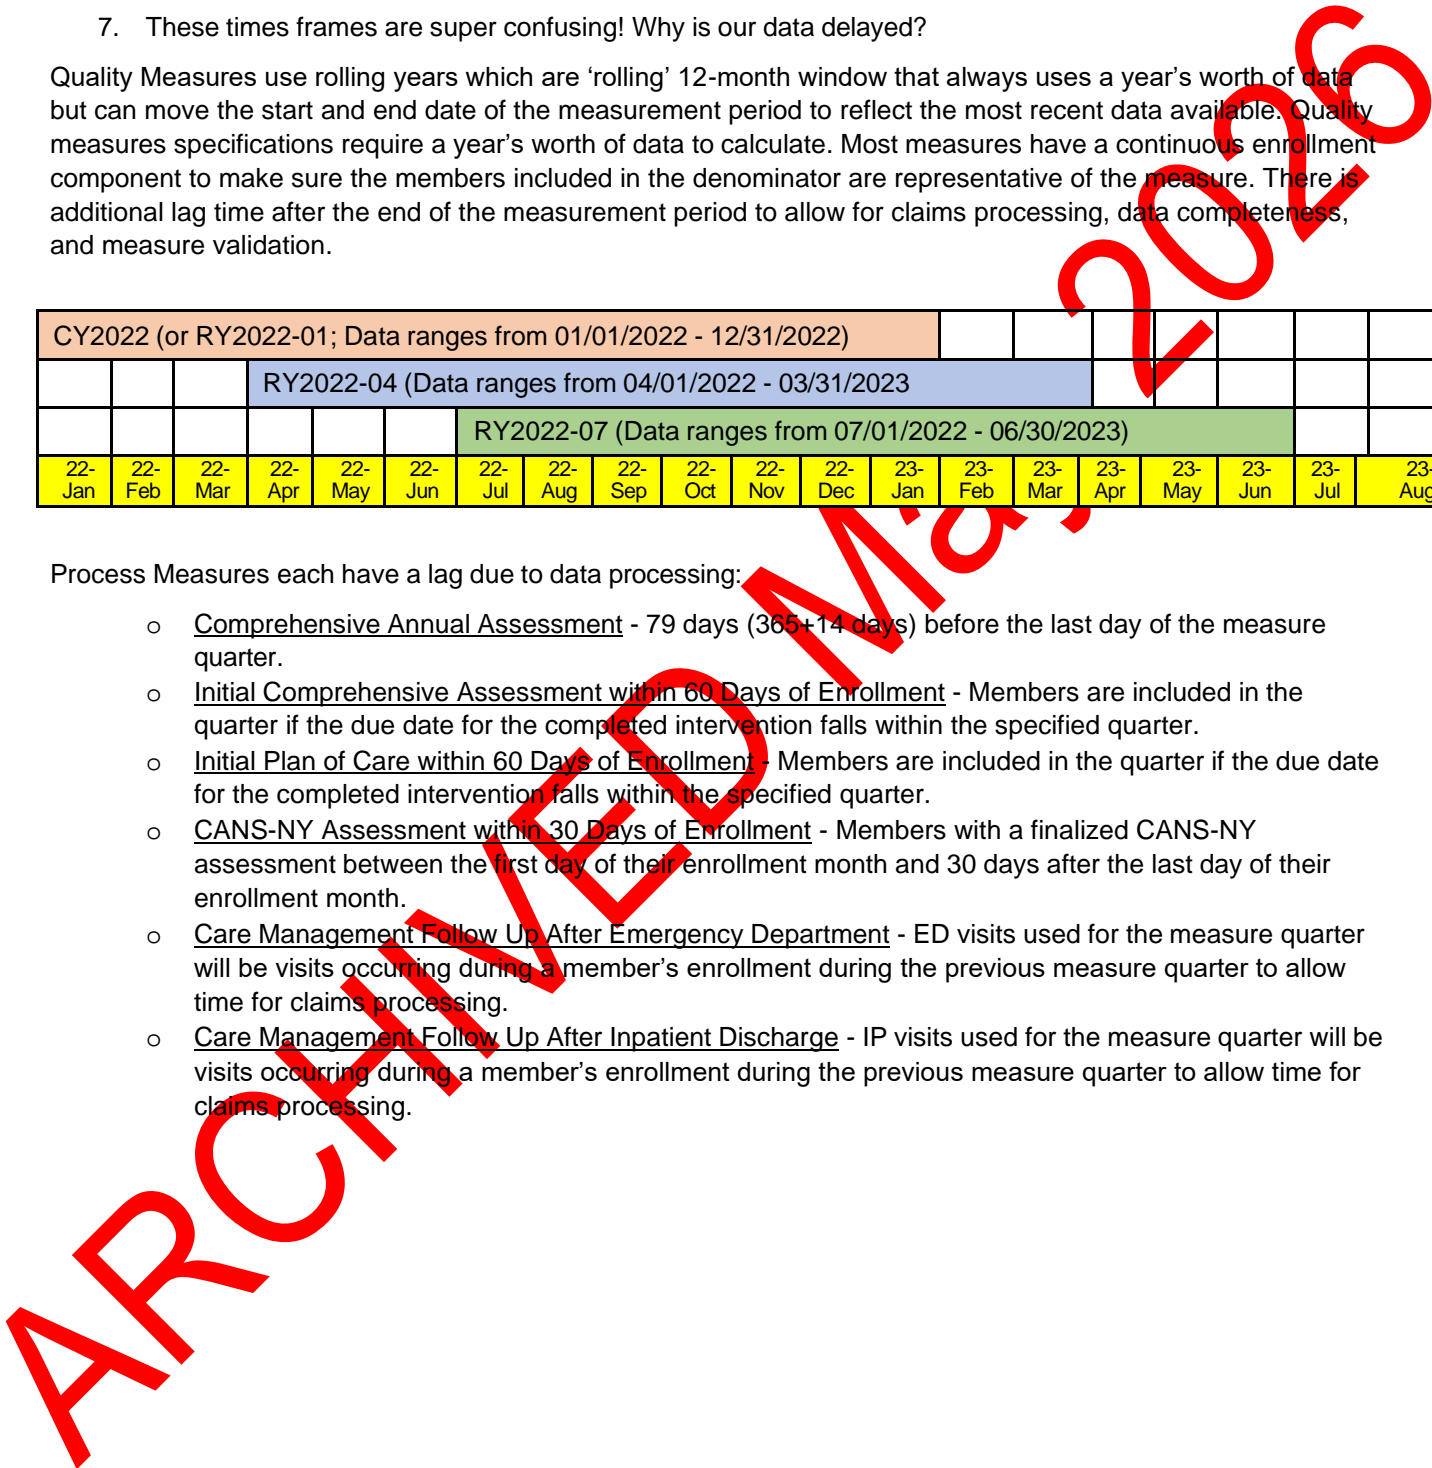 7. These times frames are super confusing! Why is our data delayed?
Quality Measures use rolling years which are ‘rolling’ 12-month window that always uses a year’s worth of data
but can move the start and end date of the measurement period to reflect the most recent data available. Quality
measures specifications require a year’s worth of data to calculate. Most measures have a continuous enrollment
component to make sure the members included in the denominator are representative of the measure. There is
additional lag time after the end of the measurement period to allow for claims processing, data completeness,
and measure validation.
CY2022 (or RY2022-01; Data ranges from 01/01/2022 - 12/31/2022)
RY2022-04 (Data ranges from 04/01/2022 - 03/31/2023
RY2022-07 (Data ranges from 07/01/2022 - 06/30/2023)
22- 22- 22- 22- 22- 22- 22- 22- 22- 22- 22- 22- 23- 23- 23- 23- 23- 23- 23- 23-
Jan Feb Mar Apr May Jun Jul Aug Sep Oct Nov Dec Jan Feb Mar Apr May Jun Jul Aug
Process Measures each have a lag due to data processing:
o Comprehensive Annual Assessment - 79 days (365+14 days) before the last day of the measure
quarter.
o Initial Comprehensive Assessment within 60 Days of Enrollment - Members are included in the
quarter if the due date for the completed intervention falls within the specified quarter.
o Initial Plan of Care within 60 Days of Enrollment - Members are included in the quarter if the due date
for the completed intervention falls within the specified quarter.
o CANS-NY Assessment within 30 Days of Enrollment - Members with a finalized CANS-NY
assessment between the first day of their enrollment month and 30 days after the last day of their
enrollment month.
o Care Management Follow Up After Emergency Department - ED visits used for the measure quarter
will be visits occurring during a member’s enrollment during the previous measure quarter to allow
time for claims processing.
o Care Management Follow Up After Inpatient Discharge - IP visits used for the measure quarter will be
visits occurring during a member’s enrollment during the previous measure quarter to allow time for
claims processing.
ARCHIVED May 2026